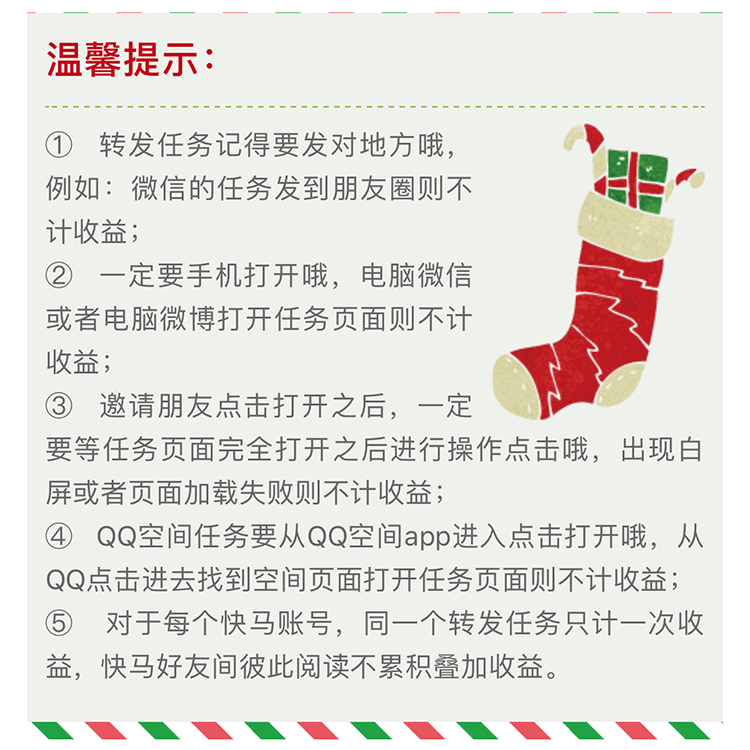 温馨提示：
① 转发任务记得要发对地方哦，
例如：微信的任务发到朋友圈则不
计收益；
② 一定要手机打开哦，电脑微信
或者电脑微博打开任务页面则不计
收益；
③ 邀请朋友点击打开之后，一定
要等任务页面完全打开之后进行操作点击哦，出现白
屏或者页面加载失败则不计收益；
④ QQ空间任务要从QQ空间app进入点击打开哦，从
QQ点击进去找到空间页面打开任务页面则不计收益；
⑤ 对于每个快马账号，同一个转发任务只计一次收
益，快马好友间彼此阅读不累积叠加收益。